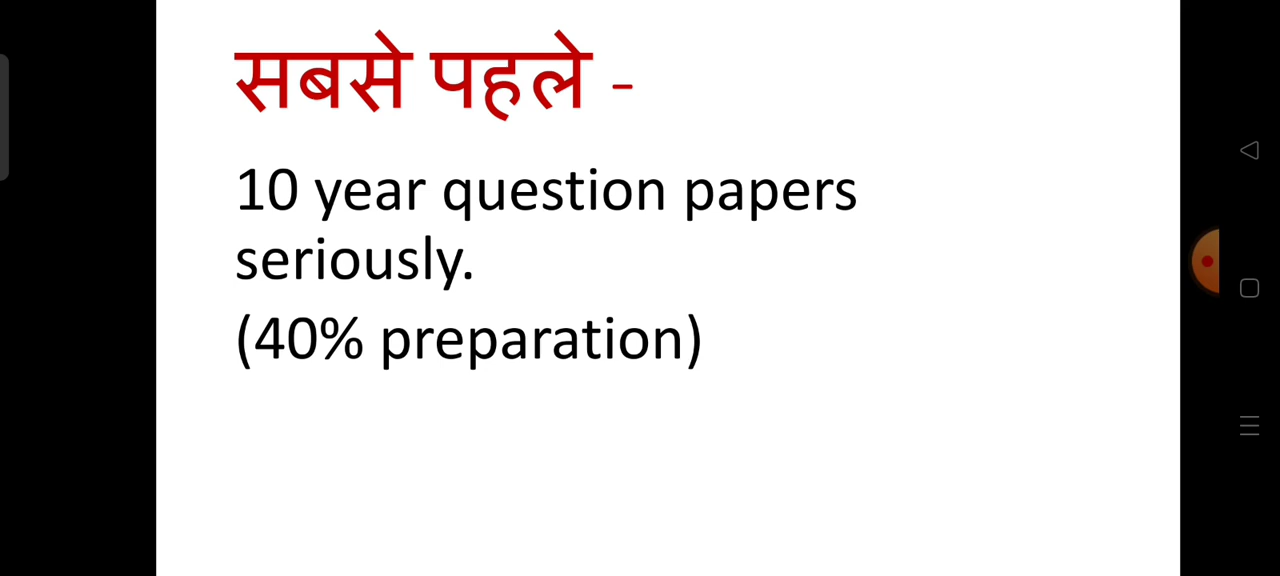 सबसे पहले -
10 year question papers
seriously.
(40% preparation)